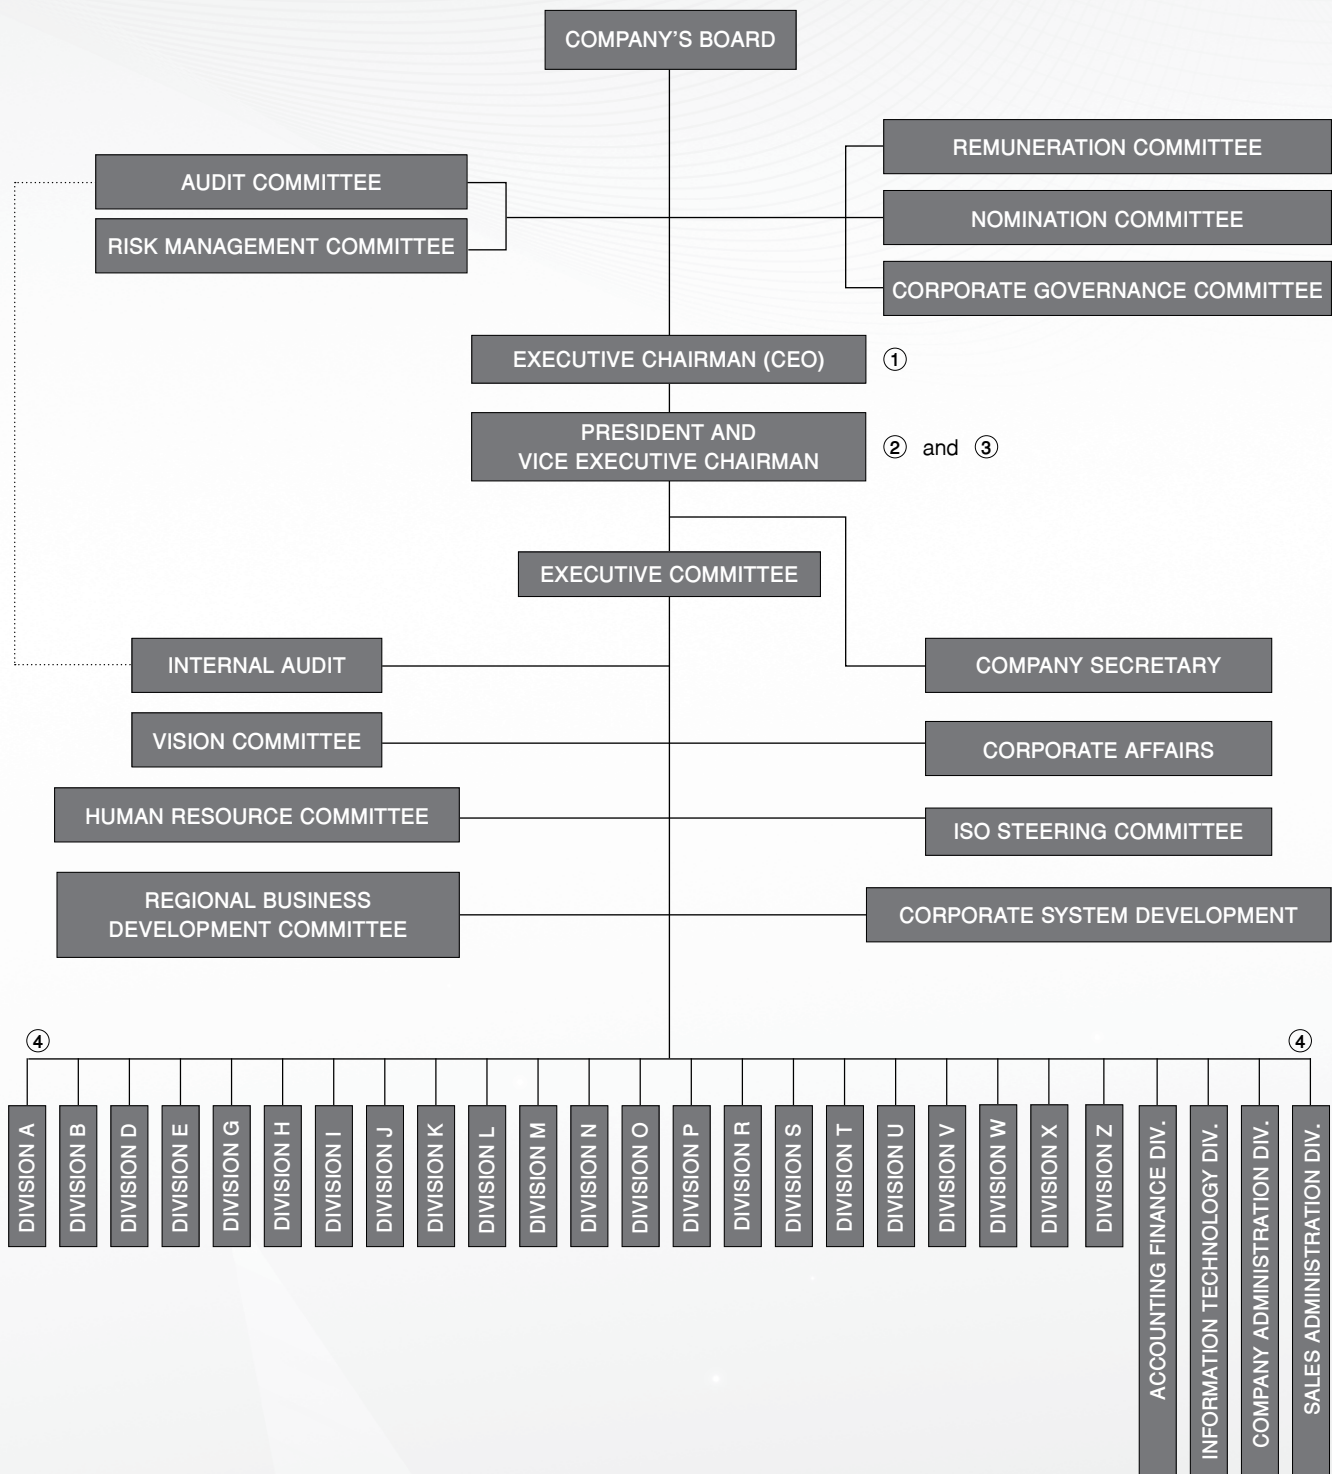 COMPANY’S BOARD
REMUNERATION COMMITTEE
AUDIT COMMITTEE
NOMINATION COMMITTEE
RISK MANAGEMENT COMMITTEE
CORPORATE GOVERNANCE COMMITTEE
EXECUTIVE CHAIRMAN (CEO) ①
PRESIDENT AND
VICE EXECUTIVE CHAIRMAN
② and ③
EXECUTIVE COMMITTEE
INTERNAL AUDIT
COMPANY SECRETARY
VISION COMMITTEE
CORPORATE AFFAIRS
HUMAN RESOURCE COMMITTEE
ISO STEERING COMMITTEE
REGIONAL BUSINESS
DEVELOPMENT COMMITTEE
CORPORATE SYSTEM DEVELOPMENT
④
④
DIVISION A
DIVISION B
DIVISION D
DIVISION E
DIVISION G
DIVISION H
DIVISION I
DIVISION J
DIVISION K
DIVISION L
DIVISION M
DIVISION N
DIVISION O
DIVISION P
DIVISION R
DIVISION S
DIVISION T
DIVISION U
DIVISION V
DIVISION W
DIVISION X
DIVISION Z
ACCOUNTING FINANCE DIV.
INFORMATION TECHNOLOGY DIV.
COMPANY ADMINISTRATION DIV.
SALES ADMINISTRATION DIV.